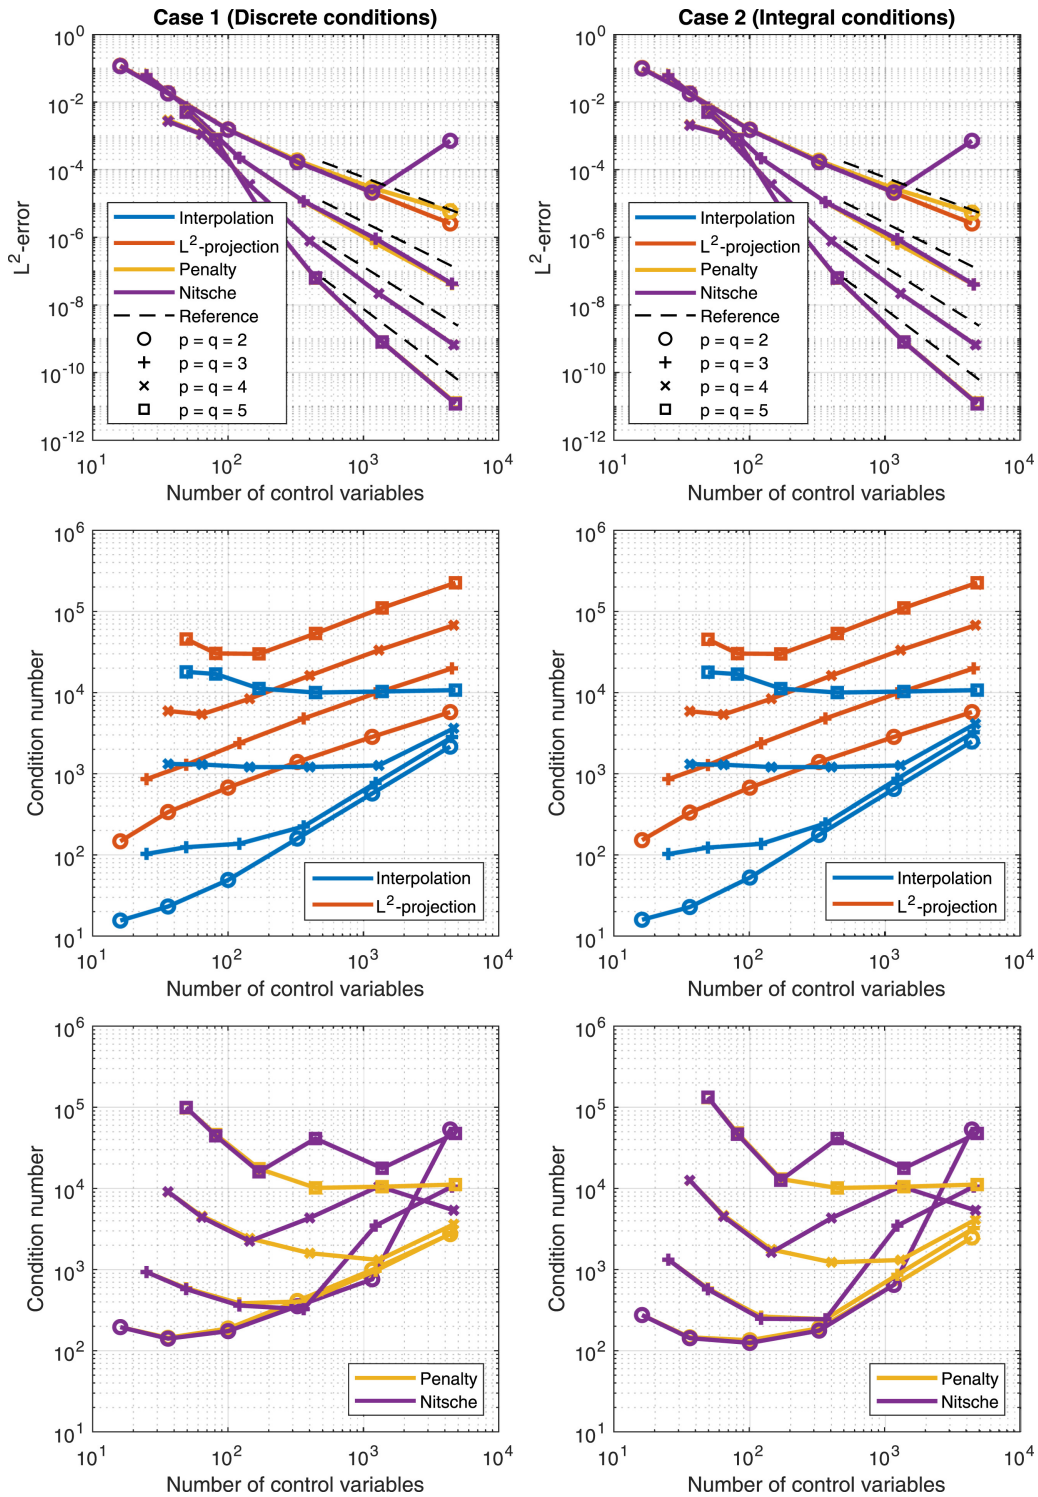 Case 1 (Discrete conditions)
Case 2 (Integral conditions)
10^0
10^-2
10^-4
10^-6
10^-8
10^-10
10^-12
L^2-error
Interpolation
L^2-projection
Penalty
Nitsche
Reference
p = q = 2
p = q = 3
p = q = 4
p = q = 5
10^1
10^2
10^3
10^4
Number of control variables
10^0
10^-2
10^-4
10^-6
10^-8
10^-10
10^-12
L^2-error
Interpolation
L^2-projection
Penalty
Nitsche
Reference
p = q = 2
p = q = 3
p = q = 4
p = q = 5
10^1
10^2
10^3
10^4
Number of control variables
10^6
10^5
10^4
10^3
10^2
10^1
Condition number
Interpolation
L^2-projection
10^1
10^2
10^3
10^4
Number of control variables
10^6
10^5
10^4
10^3
10^2
10^1
Condition number
Interpolation
L^2-projection
10^1
10^2
10^3
10^4
Number of control variables
10^6
10^5
10^4
10^3
10^2
10^1
Condition number
Penalty
Nitsche
10^1
10^2
10^3
10^4
Number of control variables
10^6
10^5
10^4
10^3
10^2
10^1
Condition number
Penalty
Nitsche
10^1
10^2
10^3
10^4
Number of control variables